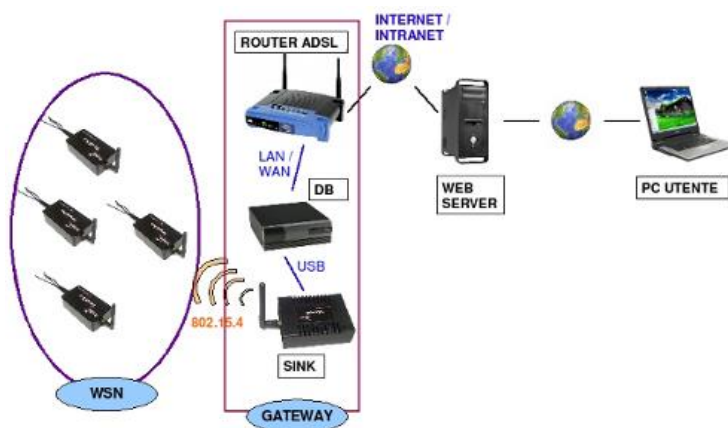 INTERNET /
INTRANET
ROUTER ADSL
LAN /
WAN
DB
WEB
SERVER
PC UTENTE
USB
802.15.4
SINK
WSN
GATEWAY